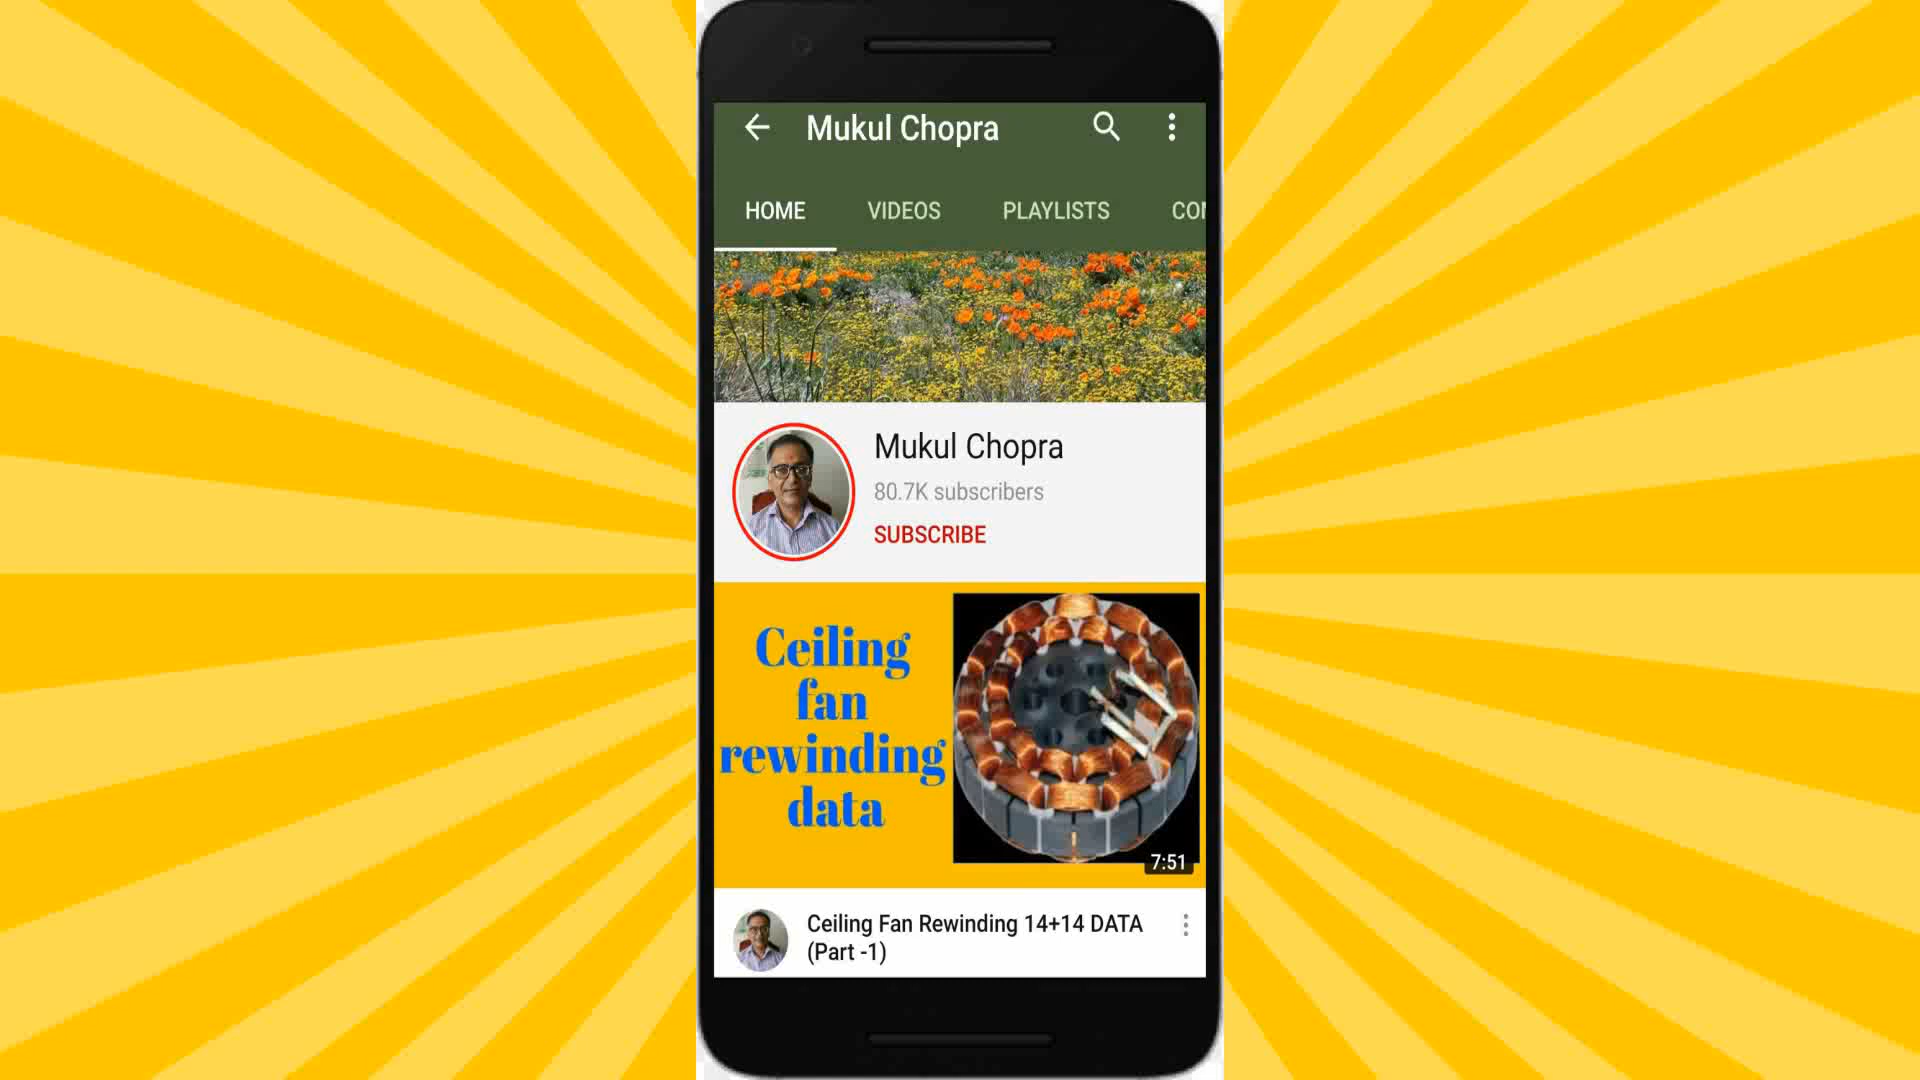 Mukul Chopra
HOME VIDEOS PLAYLISTS CON
Mukul Chopra
80.7K subscribers
SUBSCRIBE
Ceiling
fan
rewinding
data
7:51
Ceiling Fan Rewinding 14+14 DATA
(Part -1)